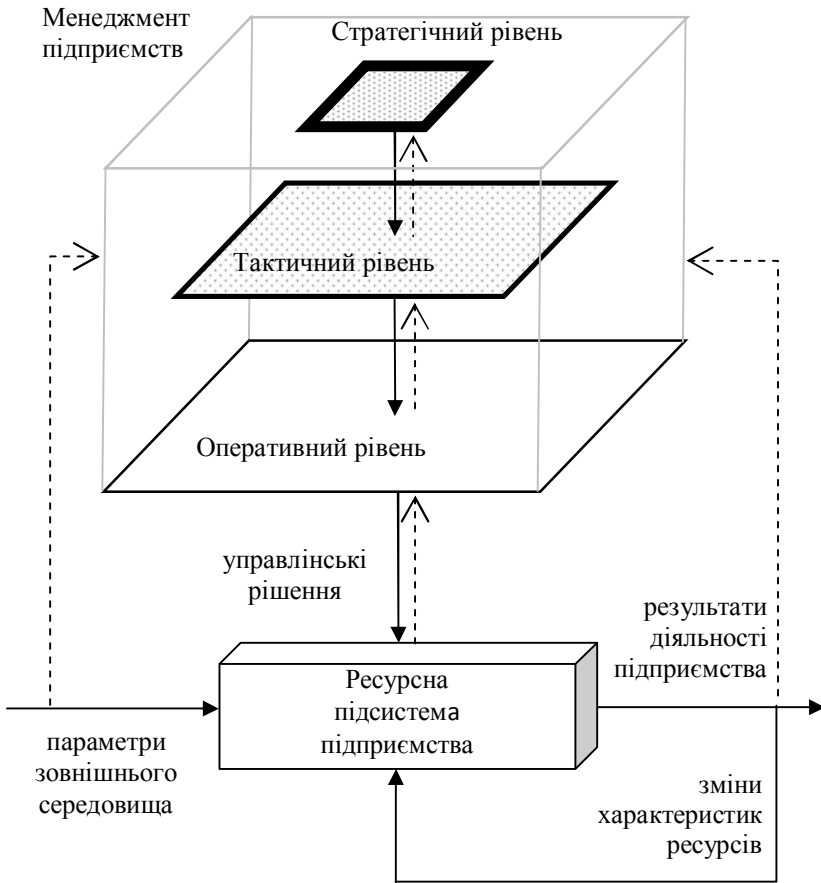 Менеджмент
підприємств
Стратегічний рівень
Тактичний рівень
Оперативний рівень
управлінські
рішення
результати
діяльності
підприємства
Ресурсна
підсистема
підприємства
параметри
зовнішнього
середовища
зміни
характеристик
ресурсів